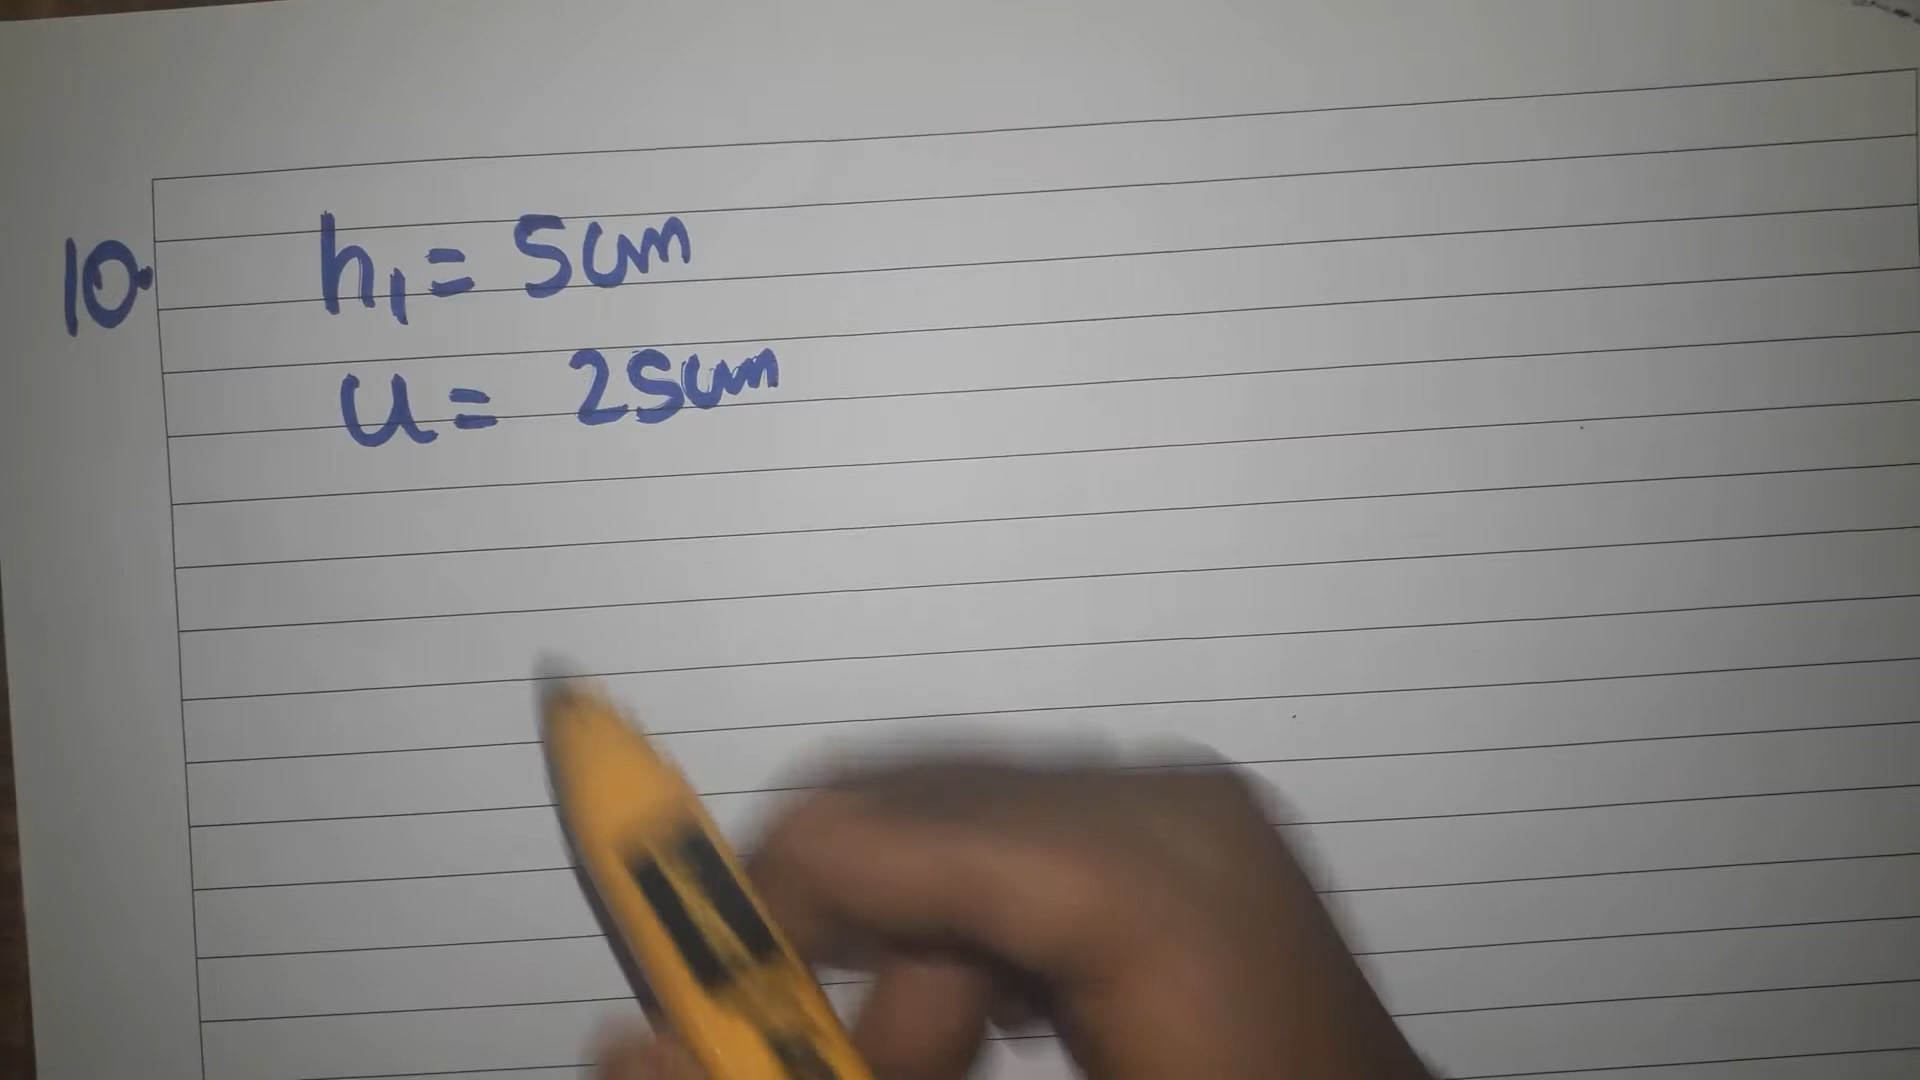 10. h₁ = 5cm
u = 25cm